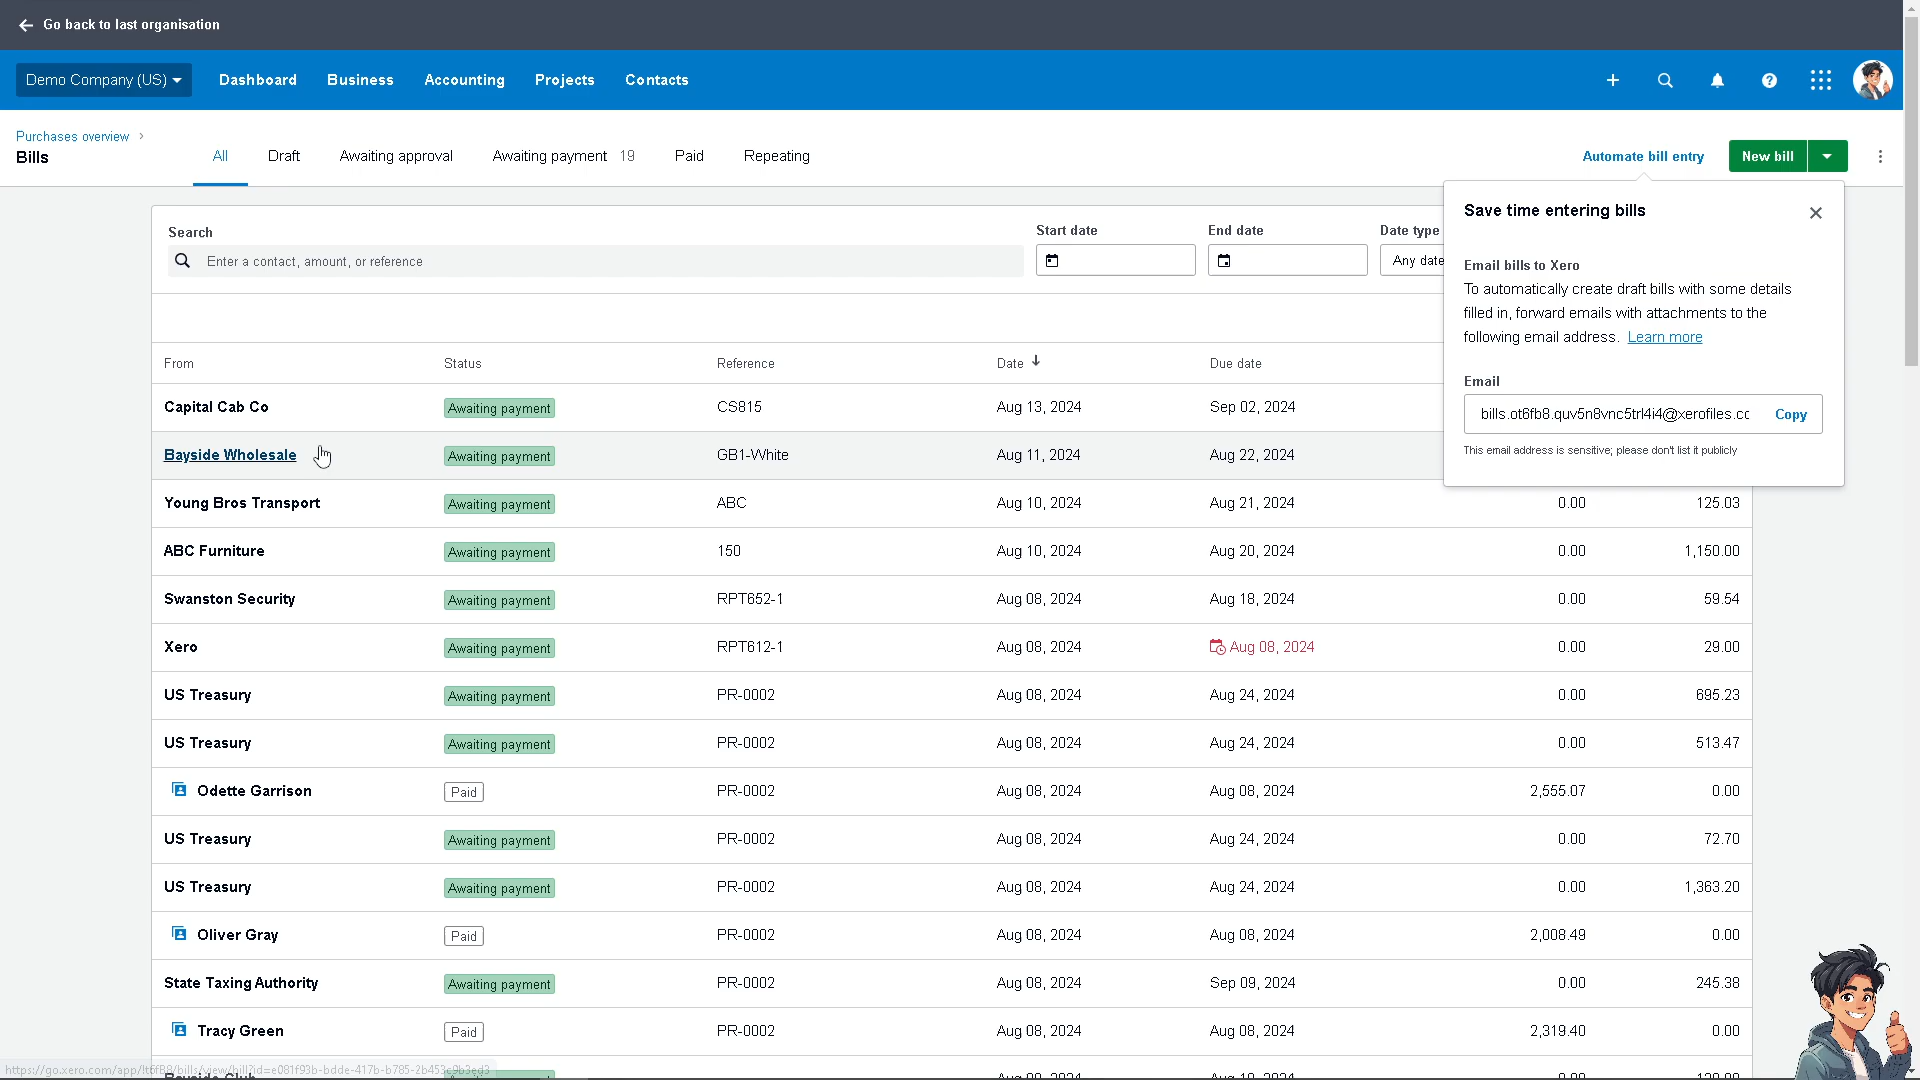 Go back to last organisation
Demo Company (US) Dashboard Business Accounting Projects Contacts
Purchases overview
Bills
All Draft Awaiting approval Awaiting payment 19 Paid Repeating
Automate bill entry New bill
Save time entering bills
Email bills to Xero
To automatically create draft bills with some details
filled in, forward emails with attachments to the
following email address. Learn more
Email
bills.ot6fb8.quv5n8vnc5trl4i4@xerofiles.cc Copy
This email address is sensitive; please don't list it publicly
Search Start date End date Date type
Enter a contact, amount, or reference Any date
From Status Reference Date Due date
Capital Cab Co Awaiting payment CS815 Aug 13, 2024 Sep 02, 2024
Bayside Wholesale Awaiting payment GB1-White Aug 11, 2024 Aug 22, 2024
Young Bros Transport Awaiting payment ABC Aug 10, 2024 Aug 21, 2024 0.00 125.03
ABC Furniture Awaiting payment 150 Aug 10, 2024 Aug 20, 2024 0.00 1,150.00
Swanston Security Awaiting payment RPT652-1 Aug 08, 2024 Aug 18, 2024 0.00 59.54
Xero Awaiting payment RPT612-1 Aug 08, 2024 Aug 08, 2024 0.00 29.00
US Treasury Awaiting payment PR-0002 Aug 08, 2024 Aug 24, 2024 0.00 695.23
US Treasury Awaiting payment PR-0002 Aug 08, 2024 Aug 24, 2024 0.00 513.47
Odette Garrison Paid PR-0002 Aug 08, 2024 Aug 08, 2024 2,555.07 0.00
US Treasury Awaiting payment PR-0002 Aug 08, 2024 Aug 24, 2024 0.00 72.70
US Treasury Awaiting payment PR-0002 Aug 08, 2024 Aug 24, 2024 0.00 1,363.20
Oliver Gray Paid PR-0002 Aug 08, 2024 Aug 08, 2024 2,008.49 0.00
State Taxing Authority Awaiting payment PR-0002 Aug 08, 2024 Sep 09, 2024 0.00 245.38
Tracy Green Paid PR-0002 Aug 08, 2024 Aug 08, 2024 2,319.40 0.00